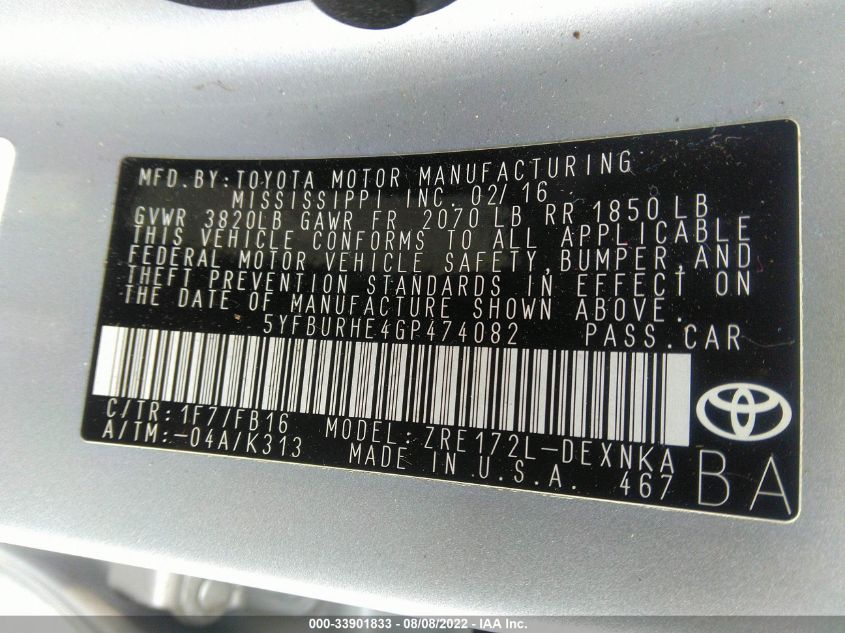 MFD.BY:TOYOTA MOTOR MANUFACTURING
MISSISSIPPI INC. 02/16
GVWR 3820LB GAWR FR 2070 LB RR 1850 LB
THIS VEHICLE CONFORMS TO ALL APPLICABLE
FEDERAL MOTOR VEHICLE SAFETY,BUMPER,AND
THEFT PREVENTION STANDARDS IN EFFECT ON
THE DATE OF MANUFACTURE SHOWN ABOVE.
5YFBURHE4GP474082 PASS.CAR
C/TR:1F7/FB16 MODEL:ZRE172L-DEXNKA
A/TM:-04A/K313 MADE IN U.S.A. 467
BA
000-33901833 - 08/08/2022 - IAA Inc.